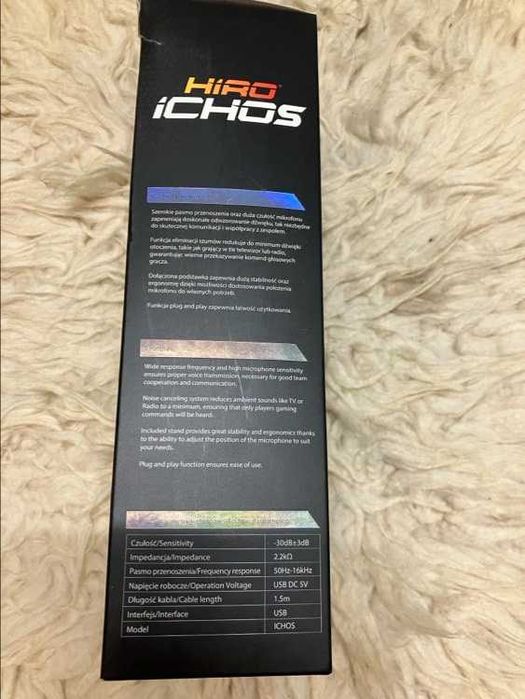 HIRO
iCHOS
Szerokie pasmo przenoszenia oraz duża czułość mikrofonu
zapewniają doskonałe odwzorowanie dźwięku, tak niezbędne
do skutecznej komunikacji i współpracy z zespołem.
Funkcja eliminacji szumów redukuje do minimum dźwięki
otoczenia, takie jak grający w tle telewizor lub radio,
gwarantując wierne przekazywanie komend głosowych
gracza.
Dołączona podstawka zapewnia dużą stabilność oraz
ergonomię dzięki możliwości dostosowania położenia
mikrofonu do własnych potrzeb.
Funkcja plug and play zapewnia łatwość użytkowania.
Wide response frequency and high microphone sensitivity
ensures proper voice transmission, necessary for good team
cooperation and communication.
Noise canceling system reduces ambient sounds like TV or
Radio to a minimum, ensuring that only players gaming
commands will be heard.
Included stand provides great stability and ergonomics thanks
to the ability to adjust the position of the microphone to suit
your needs.
Plug and play function ensures ease of use.
Czułość/Sensitivity -30dB±3dB
Impedancja/Impedance 2.2kΩ
Pasmo przenoszenia/Frequency response 50Hz-16kHz
Napięcie robocze/Operation Voltage USB DC 5V
Długość kabla/Cable length 1.5m
Interfejs/Interface USB
Model ICHOS